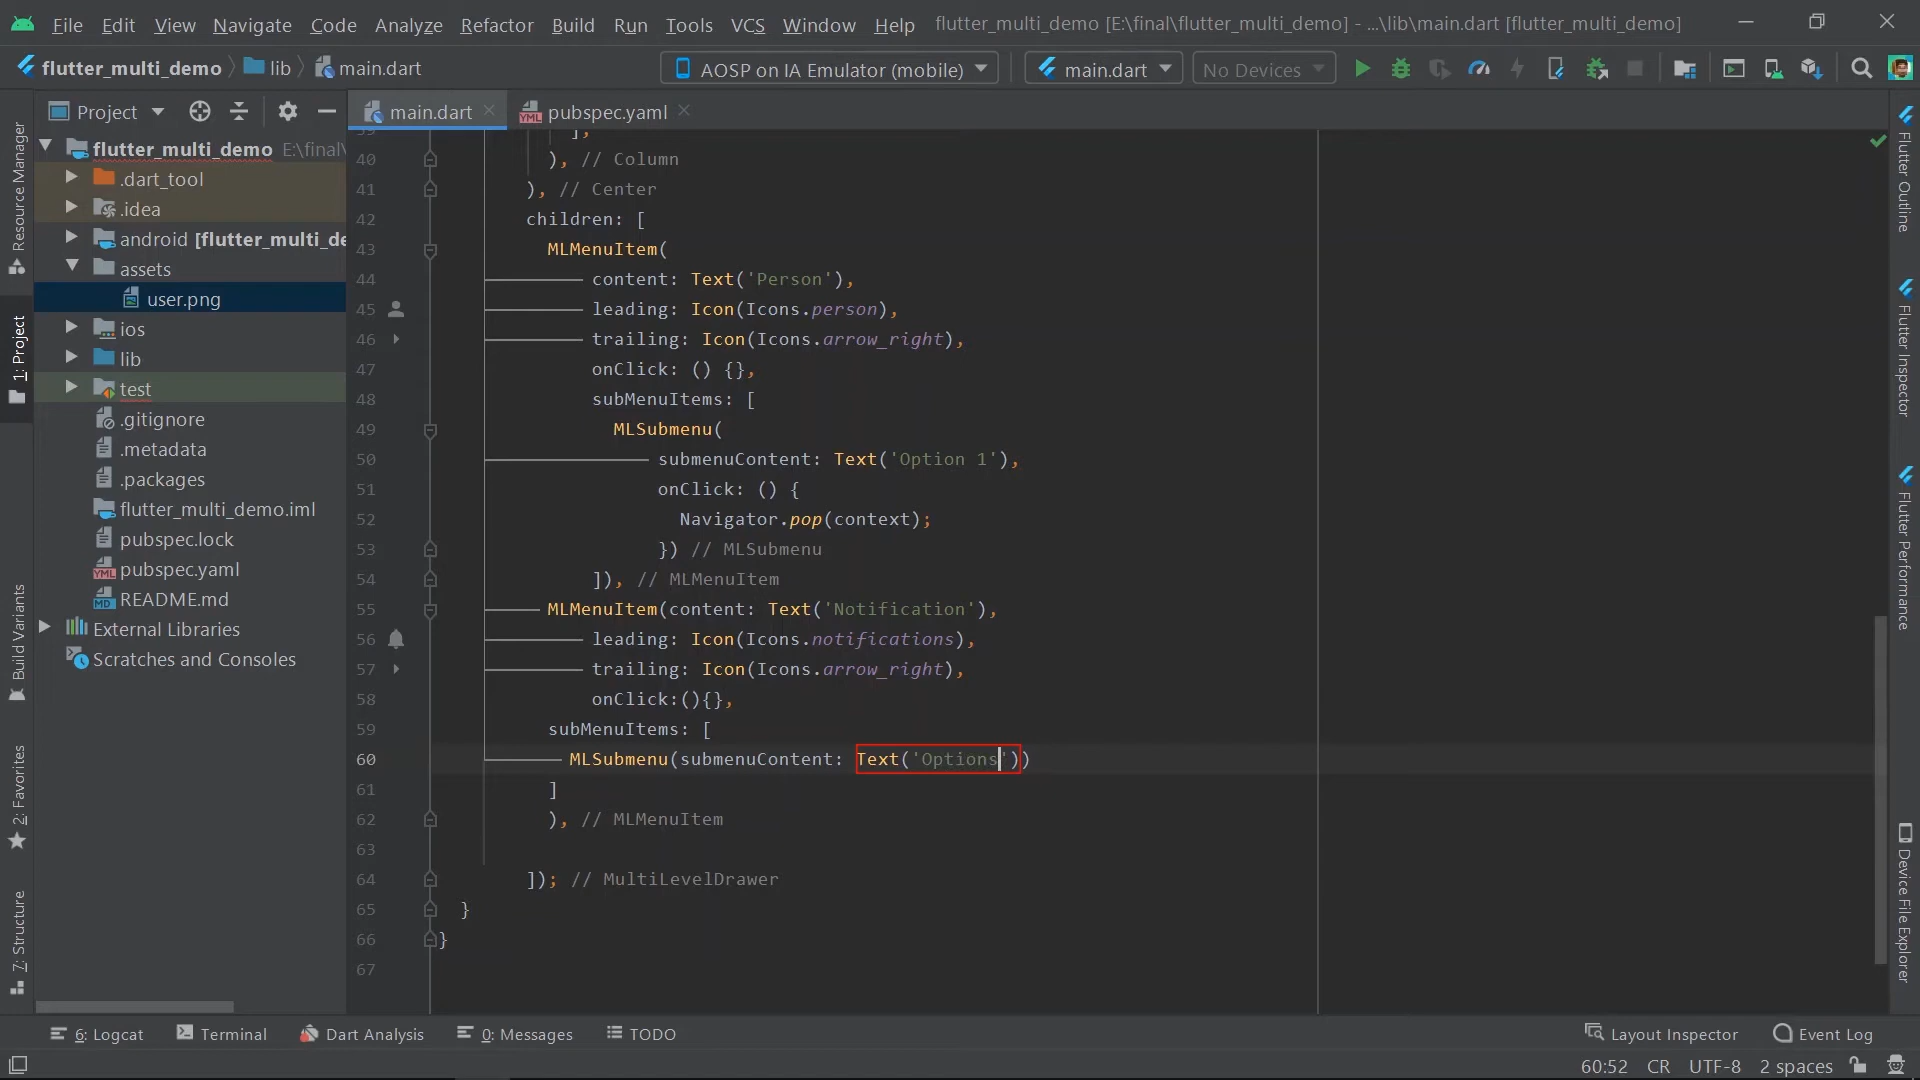 File Edit View Navigate Code Analyze Refactor Build Run Tools VCS Window Help flutter_multi_demo [E:\final\flutter_multi_demo] - ...\lib\main.dart [flutter_multi_demo]
flutter_multi_demo lib main.dart AOSP on IA Emulator (mobile) main.dart No Devices
Project main.dart pubspec.yaml
flutter_multi_demo E:\final\
.dart_tool
.idea
android [flutter_multi_de
assets
user.png
ios
lib
test
.gitignore
.metadata
.packages
flutter_multi_demo.iml
pubspec.lock
pubspec.yaml
README.md
External Libraries
Scratches and Consoles
Resource Manager
1: Project
Build Variants
2: Favorites
7: Structure
39 ],
40 ), // Column
41 ), // Center
42 children: [
43 MLMenuItem(
44 content: Text('Person'),
45 leading: Icon(Icons.person),
46 trailing: Icon(Icons.arrow_right),
47 onClick: () {},
48 subMenuItems: [
49 MLSubmenu(
50 submenuContent: Text('Option 1'),
51 onClick: () {
52 Navigator.pop(context);
53 }) // MLSubmenu
54 ]), // MLMenuItem
55 MLMenuItem(content: Text('Notification'),
56 leading: Icon(Icons.notifications),
57 trailing: Icon(Icons.arrow_right),
58 onClick:(){},
59 subMenuItems: [
60 MLSubmenu(submenuContent: Text('Options'))
61 ]
62 ), // MLMenuItem
63
64 ]); // MultiLevelDrawer
65 }
66 }
67
Flutter Outline
Flutter Inspector
Flutter Performance
Device File Explorer
6: Logcat Terminal Dart Analysis 0: Messages TODO Layout Inspector Event Log
60:52 CR UTF-8 2 spaces